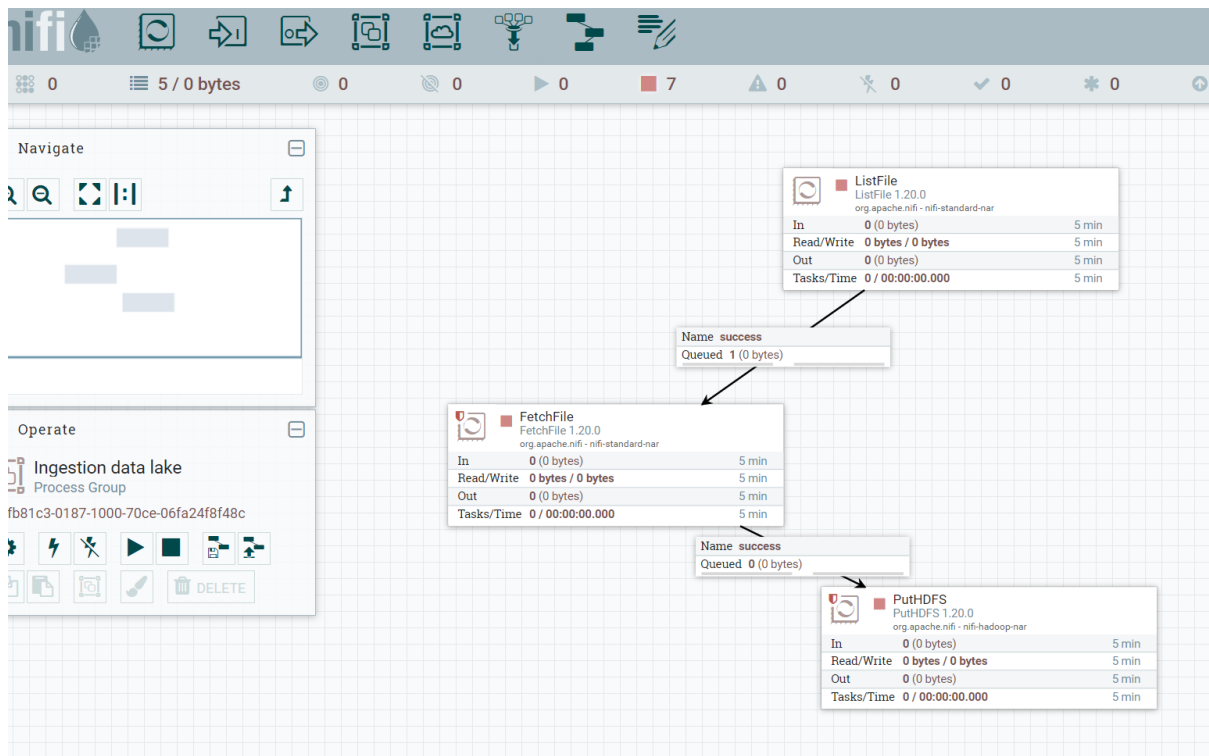 nifi
0 5 / 0 bytes 0 0 0 7 0 0 0 0
Navigate
Operate
Ingestion data lake
Process Group
fb81c3-0187-1000-70ce-06fa24f8f48c
DELETE
ListFile
ListFile 1.20.0
org.apache.nifi - nifi-standard-nar
In 0 (0 bytes) 5 min
Read/Write 0 bytes / 0 bytes 5 min
Out 0 (0 bytes) 5 min
Tasks/Time 0 / 00:00:00.000 5 min
Name success
Queued 1 (0 bytes)
FetchFile
FetchFile 1.20.0
org.apache.nifi - nifi-standard-nar
In 0 (0 bytes) 5 min
Read/Write 0 bytes / 0 bytes 5 min
Out 0 (0 bytes) 5 min
Tasks/Time 0 / 00:00:00.000 5 min
Name success
Queued 0 (0 bytes)
PutHDFS
PutHDFS 1.20.0
org.apache.nifi - nifi-hadoop-nar
In 0 (0 bytes) 5 min
Read/Write 0 bytes / 0 bytes 5 min
Out 0 (0 bytes) 5 min
Tasks/Time 0 / 00:00:00.000 5 min